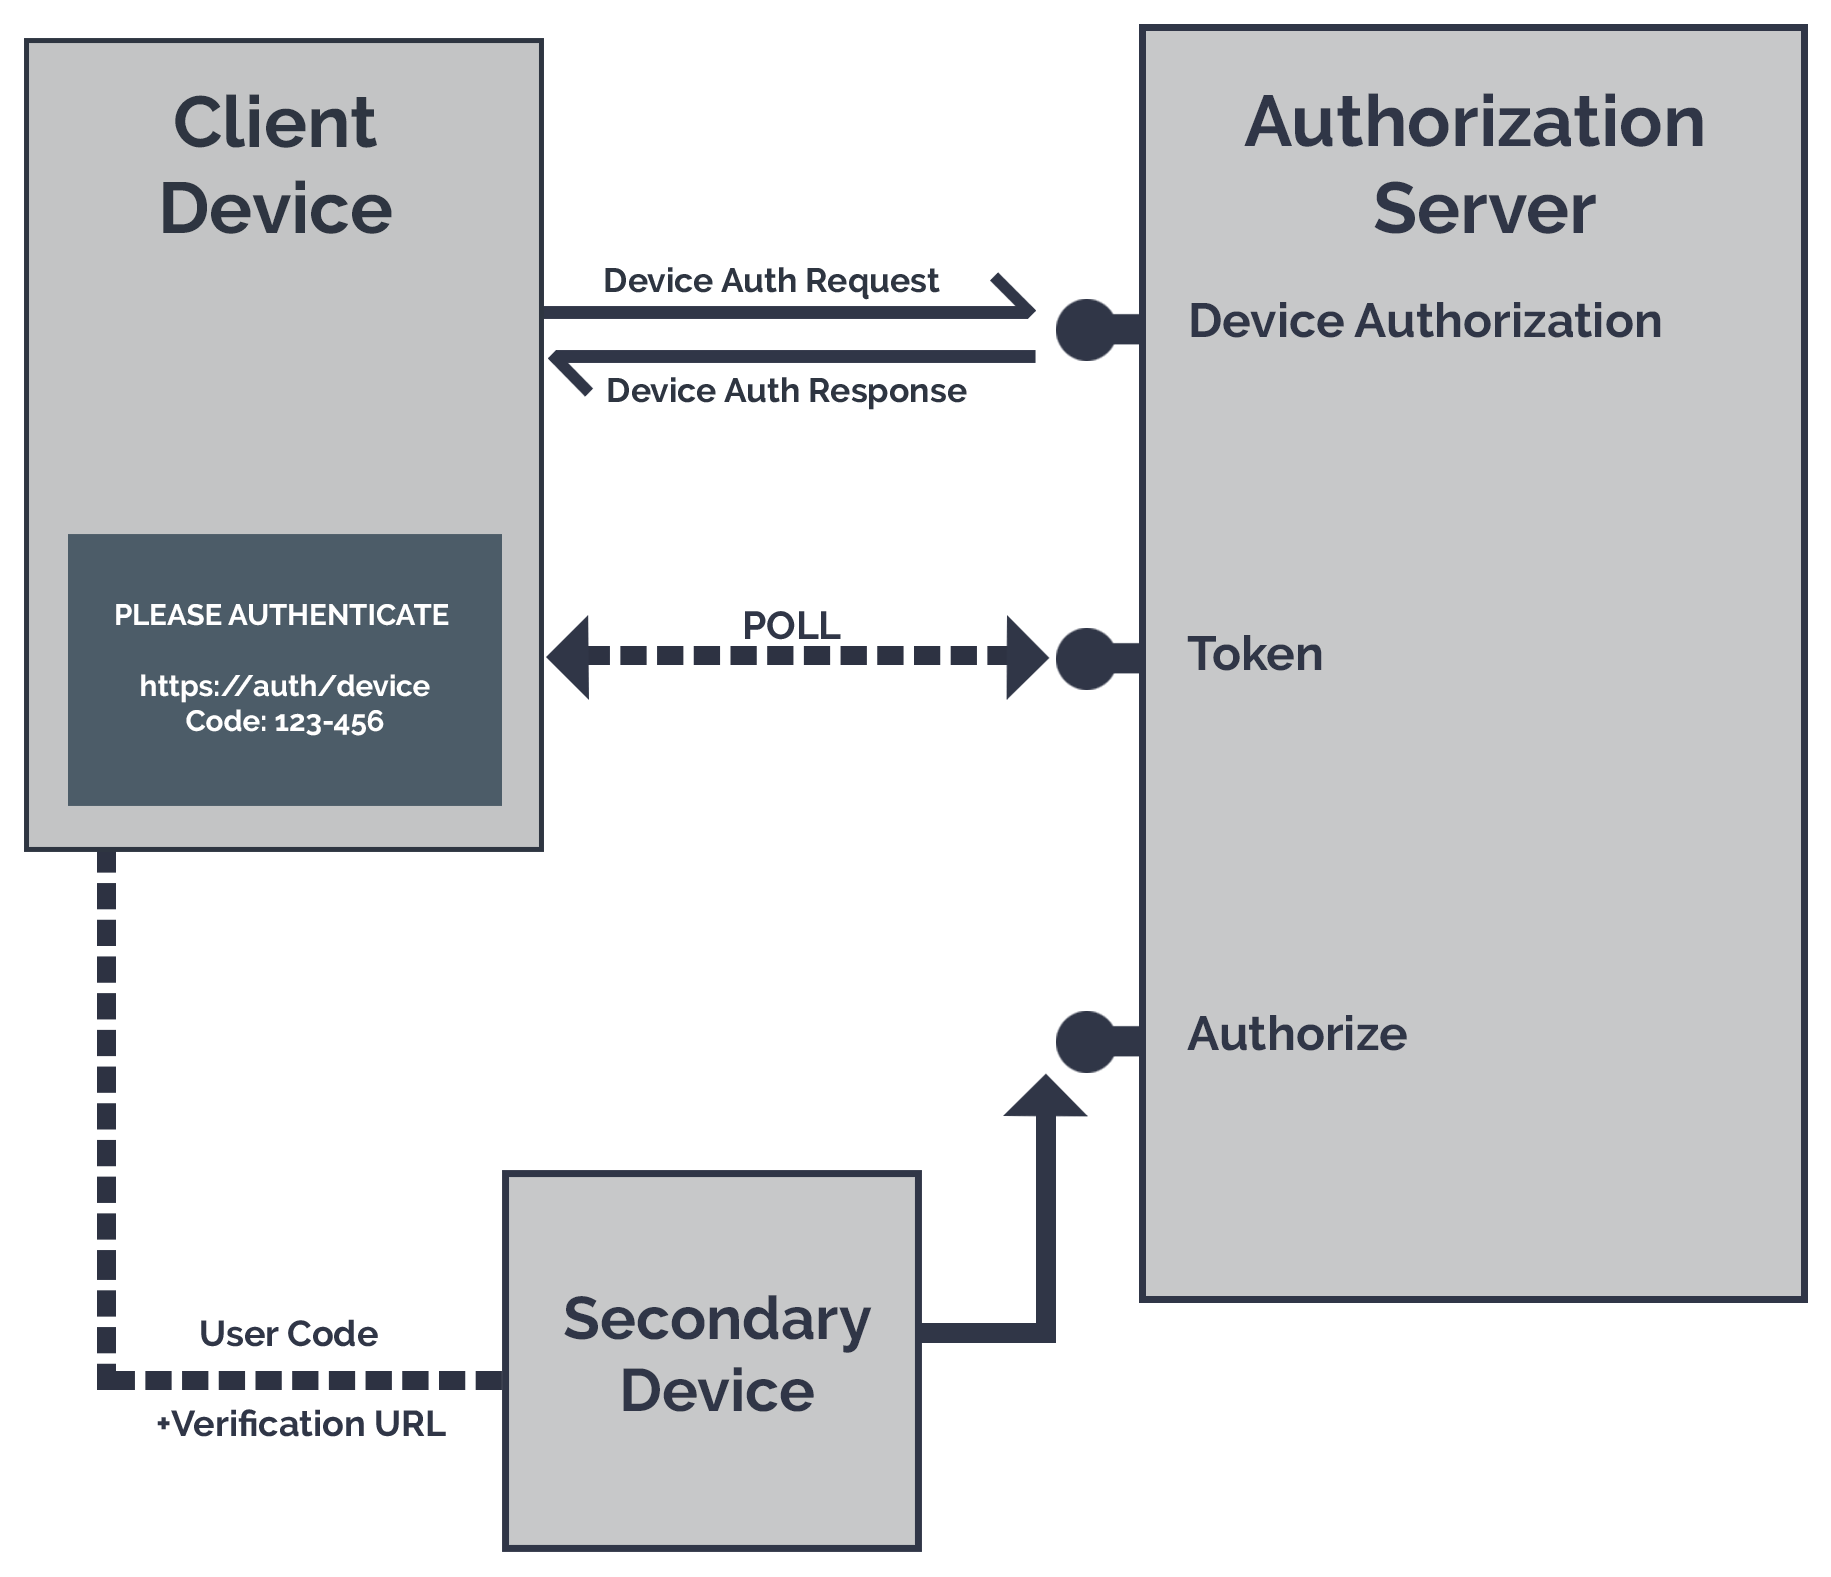 Client
Device
Authorization
Server
Device Auth Request
Device Authorization
Device Auth Response
PLEASE AUTHENTICATE
https://auth/device
Code: 123-456
POLL
Token
Authorize
User Code
+Verification URL
Secondary
Device